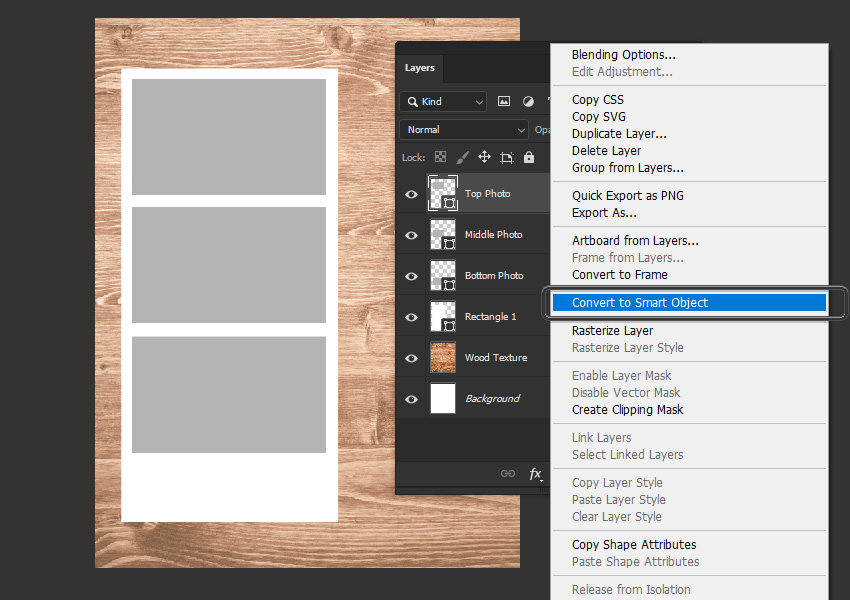 Layers
Kind
Normal
Opa
Lock:
Top Photo
Middle Photo
Bottom Photo
Rectangle 1
Wood Texture
Background
fx
Blending Options...
Edit Adjustment...
Copy CSS
Copy SVG
Duplicate Layer...
Delete Layer
Group from Layers...
Quick Export as PNG
Export As...
Artboard from Layers...
Frame from Layers...
Convert to Frame
Convert to Smart Object
Rasterize Layer
Rasterize Layer Style
Enable Layer Mask
Disable Vector Mask
Create Clipping Mask
Link Layers
Select Linked Layers
Copy Layer Style
Paste Layer Style
Clear Layer Style
Copy Shape Attributes
Paste Shape Attributes
Release from Isolation